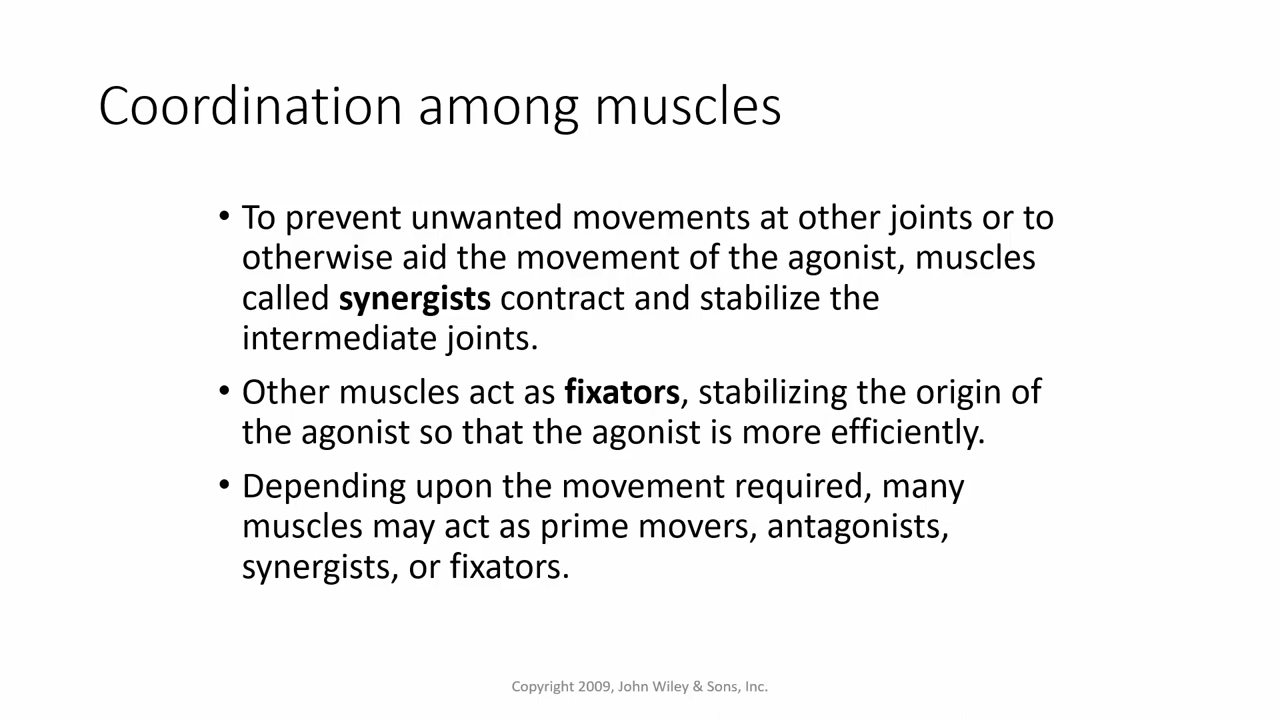 Coordination among muscles
• To prevent unwanted movements at other joints or to
otherwise aid the movement of the agonist, muscles
called synergists contract and stabilize the
intermediate joints.
• Other muscles act as fixators, stabilizing the origin of
the agonist so that the agonist is more efficiently.
• Depending upon the movement required, many
muscles may act as prime movers, antagonists,
synergists, or fixators.
Copyright 2009, John Wiley & Sons, Inc.